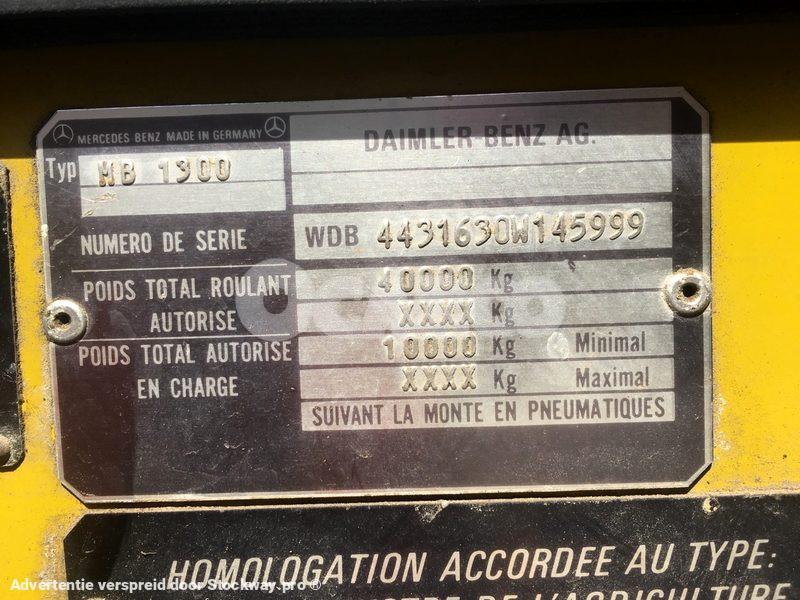 MERCEDES BENZ MADE IN GERMANY
DAIMLER BENZ AG.
Typ MB 1300
NUMERO DE SERIE WDB 4431630W145999
POIDS TOTAL ROULANT 40000 Kg
AUTORISE XXXX Kg
POIDS TOTAL AUTORISE 10000 Kg Minimal
EN CHARGE XXXX Kg Maximal
SUIVANT LA MONTE EN PNEUMATIQUES
HOMOLOGATION ACCORDEE AU TYPE:
DE L'AGRICULTURE
Advertentie verspreid door Stockway.pro ®